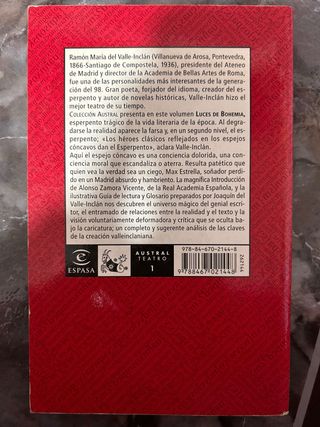 Ramón María del Valle-Inclán (Villanueva de Arosa, Pontevedra,
1866-Santiago de Compostela, 1936), presidente del Ateneo
de Madrid y director de la Academia de Bellas Artes de Roma,
fue una de las personalidades más interesantes de la genera-
ción del 98. Gran poeta, forjador del idioma, creador del es-
perpento y autor de novelas históricas, Valle-Inclán hizo el
mejor teatro de su tiempo.
COLECCIÓN AUSTRAL presenta en este volumen LUCES DE BOHEMIA,
esperpento trágico de la vida literaria de la época. Al degra-
darse la realidad aparece la farsa y, en un segundo nivel, el es-
perpento; «Los héroes clásicos reflejados en los espejos
cóncavos dan el Esperpento», aclara Valle-Inclán.
Aquí el espejo cóncavo es una conciencia dolorida, una moral
consciente que escandaliza o aterra. Resulta patético que
quien vea la verdad sea un ciego, Max Estrella, soñador perdi-
do en un Madrid absurdo y hambriento. La magnífica Introducción
de Alonso Zamora Vicente, de la Real Academia Española, y la
ilustrativa Guía de lectura y Glosario preparados por Joaquín del
Valle-Inclán nos descubren el universo mágico del genial escri-
tor, el entramado de relaciones entre la realidad y el texto y la
visión voluntariamente deformadora y crítica que se oculta ba-
jo la caricatura; un completo y sugerente análisis de las claves
de la creación valleinclaniana.
978-84-670-2144-8
ESPASA
AUSTRAL
TEATRO
1
9 788467 021448
262144